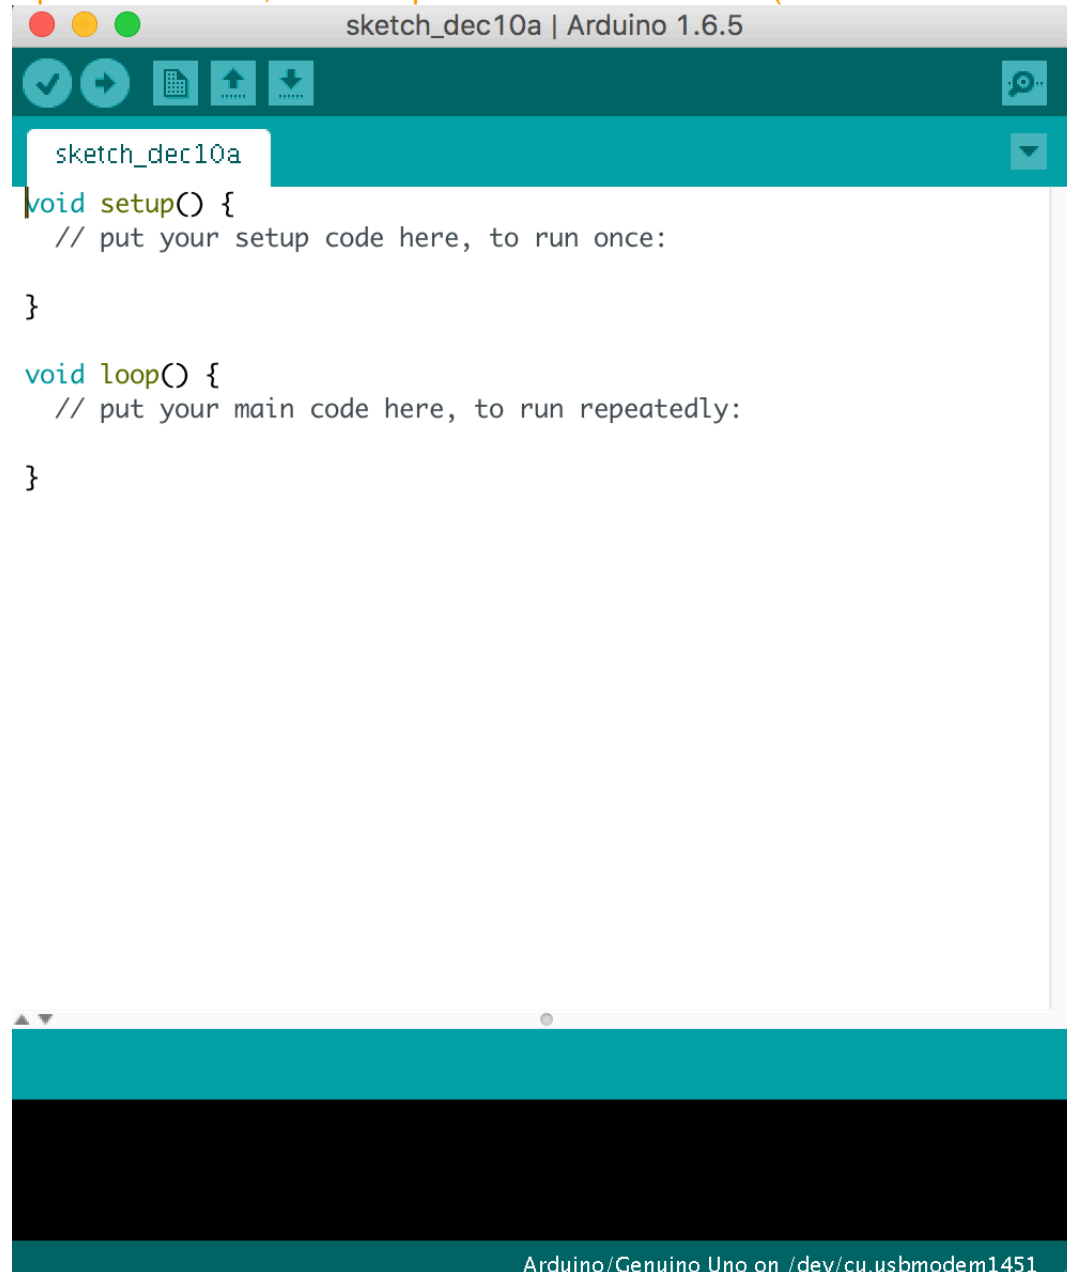 sketch_dec10a | Arduino 1.6.5
sketch_dec10a
void setup() {
  // put your setup code here, to run once:
}
void loop() {
  // put your main code here, to run repeatedly:
}
Arduino/Genuino Uno on /dev/cu.usbmodem1451